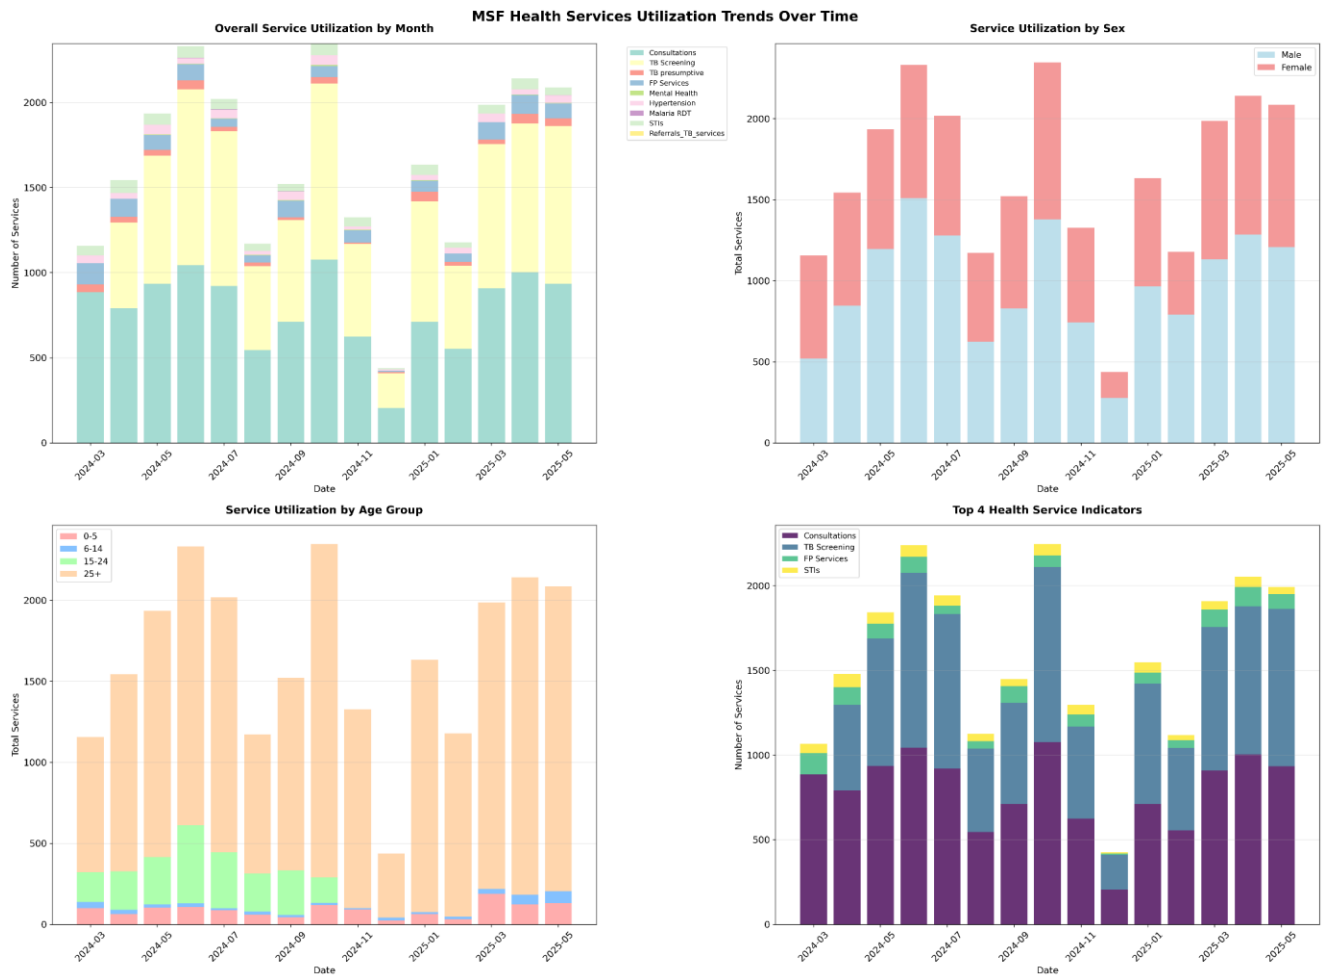 MSF Health Services Utilization Trends Over Time
Overall Service Utilization by Month
Number of Services
0
500
1000
1500
2000
2024-03
2024-05
2024-07
2024-09
2024-11
2025-01
2025-03
2025-05
Date
Consultations
TB Screening
TB presumptive
FP Services
Mental Health
Hypertension
Malaria RDT
STIs
Referrals_TB_services
Service Utilization by Sex
Total Services
0
500
1000
1500
2000
2024-03
2024-05
2024-07
2024-09
2024-11
2025-01
2025-03
2025-05
Date
Male
Female
Service Utilization by Age Group
Total Services
0
500
1000
1500
2000
2024-03
2024-05
2024-07
2024-09
2024-11
2025-01
2025-03
2025-05
Date
0-5
6-14
15-24
25+
Top 4 Health Service Indicators
Number of Services
0
500
1000
1500
2000
2024-03
2024-05
2024-07
2024-09
2024-11
2025-01
2025-03
2025-05
Date
Consultations
TB Screening
FP Services
STIs